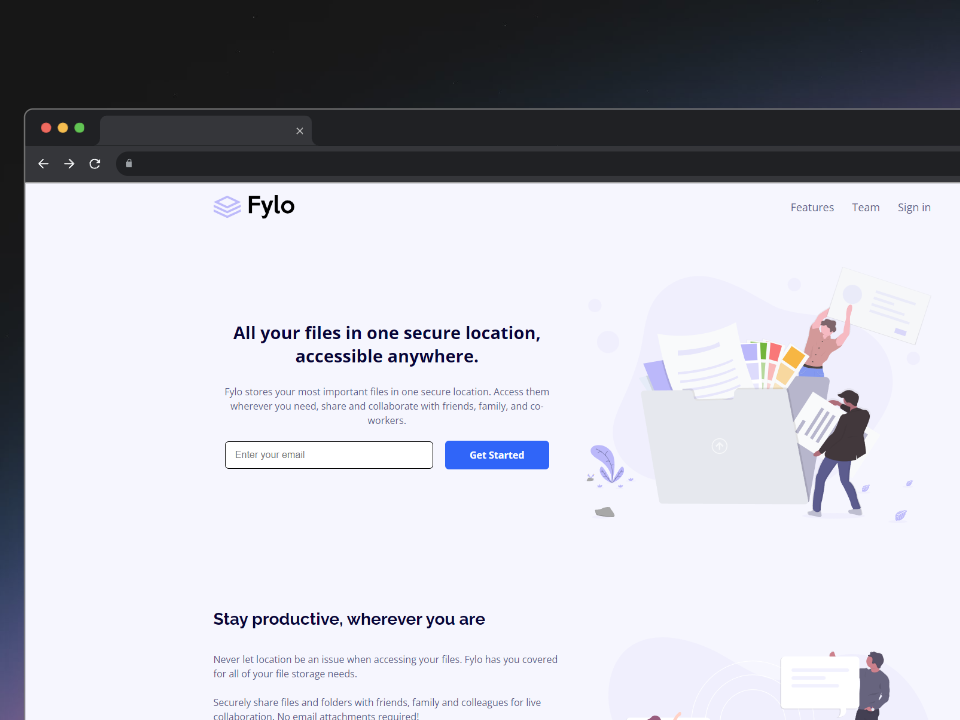 Fylo
Features
Team
Sign in
All your files in one secure location,
accessible anywhere.
Fylo stores your most important files in one secure location. Access them
wherever you need, share and collaborate with friends, family, and co-
workers.
Enter your email
Get Started
Stay productive, wherever you are
Never let location be an issue when accessing your files. Fylo has you covered
for all of your file storage needs.
Securely share files and folders with friends, family and colleagues for live
collaboration. No email attachments required!